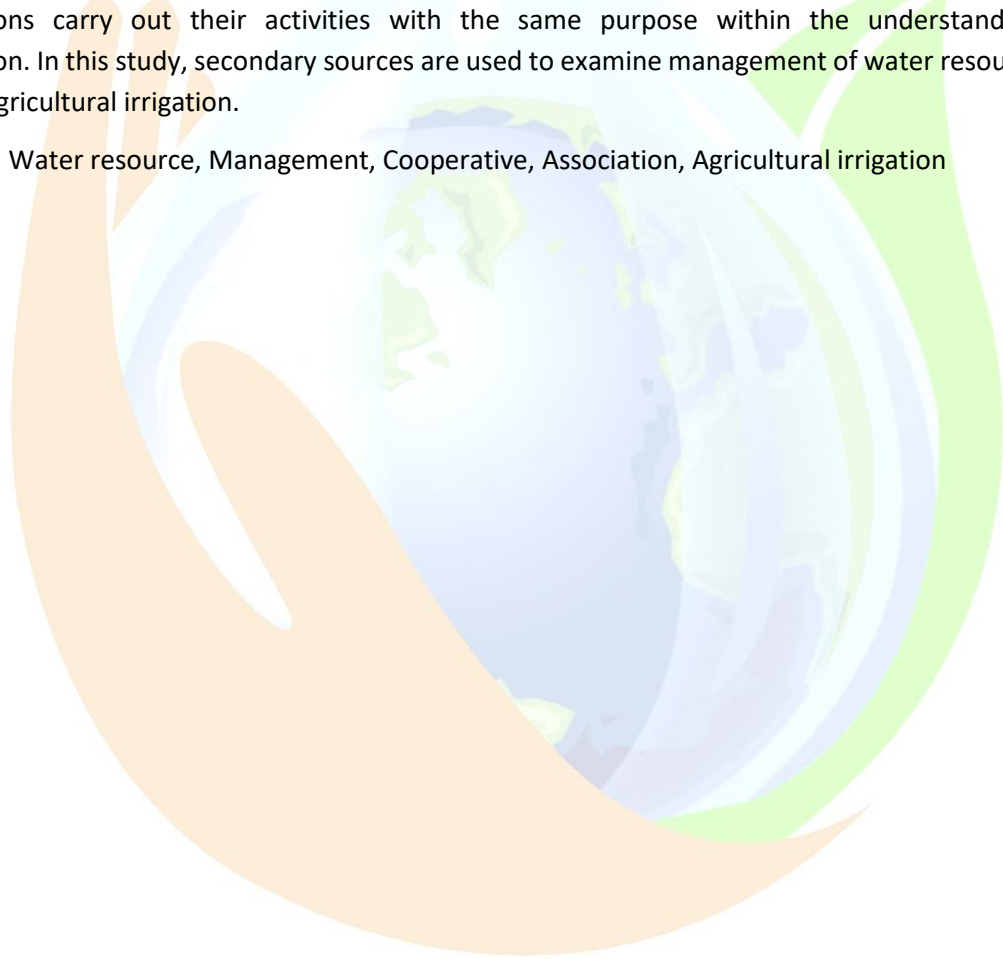 ons carry out their activities with the same purpose within the understand
on. In this study, secondary sources are used to examine management of water resou
gricultural irrigation.
Water resource, Management, Cooperative, Association, Agricultural irrigation